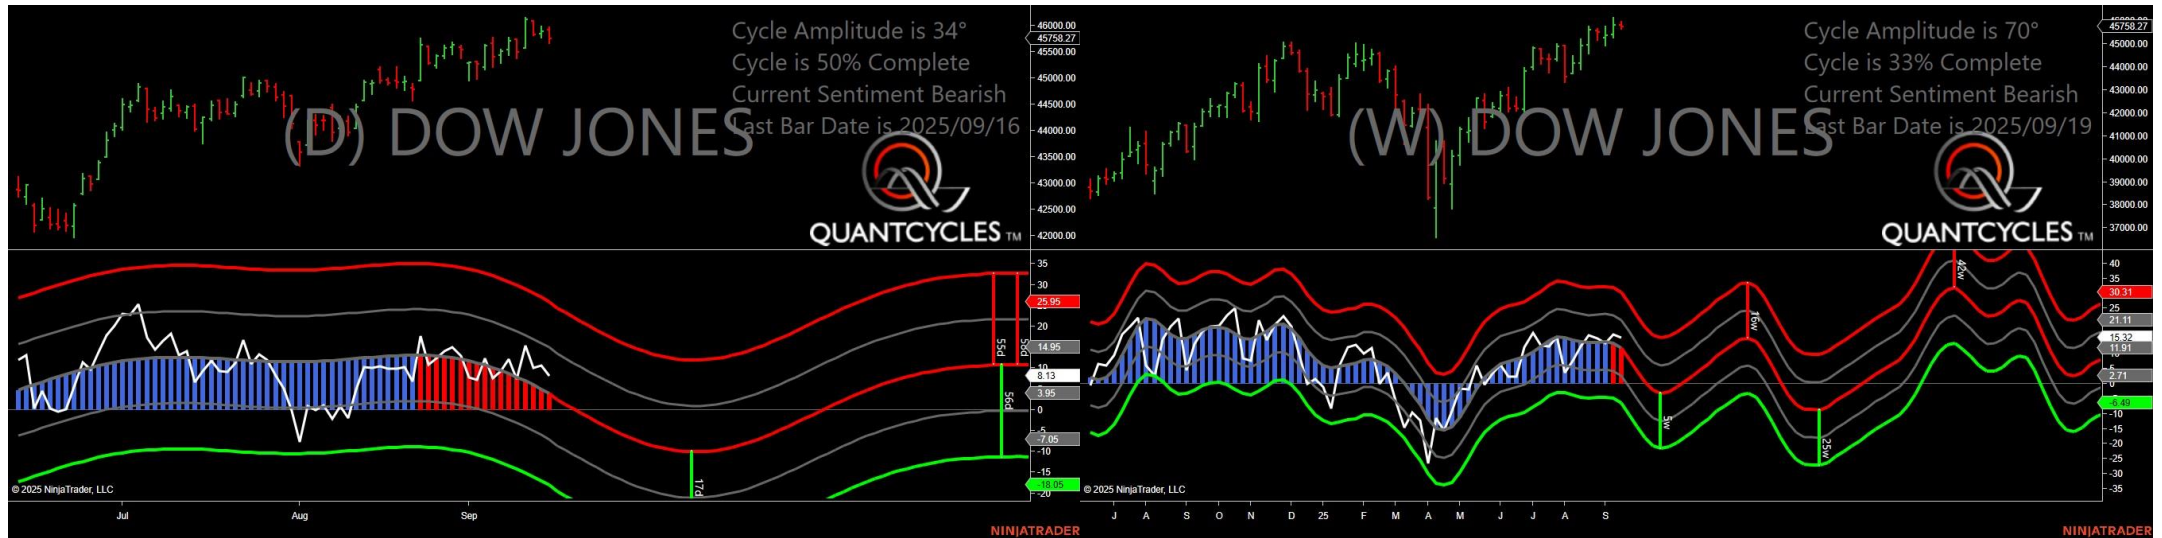 Cycle Amplitude is 34°
Cycle is 50% Complete
Current Sentiment Bearish
Last Bar Date is 2025/09/16
(D) DOW JONES
QUANTCYCLES TM
46000.00
45758.27
45500.00
45000.00
44500.00
44000.00
43500.00
43000.00
42500.00
42000.00
35
30
25.95
20
14.95
10
8.13
3.95
0
-5
-7.05
-10
-15
-18.05
-20
17d
55d
56d
© 2025 NinjaTrader, LLC
Jul
Aug
Sep
NINJATRADER
Cycle Amplitude is 70°
Cycle is 33% Complete
Current Sentiment Bearish
Last Bar Date is 2025/09/19
(W) DOW JONES
QUANTCYCLES TM
45758.27
45000.00
44000.00
43000.00
42000.00
41000.00
40000.00
39000.00
38000.00
37000.00
40
35
30.31
25
21.11
15.32
11.91
2.71
-6.49
-10
-15
-20
-25
-30
-35
5w
16w
25w
42w
© 2025 NinjaTrader, LLC
J A S O N D 25 F M A M J J A S
NINJATRADER